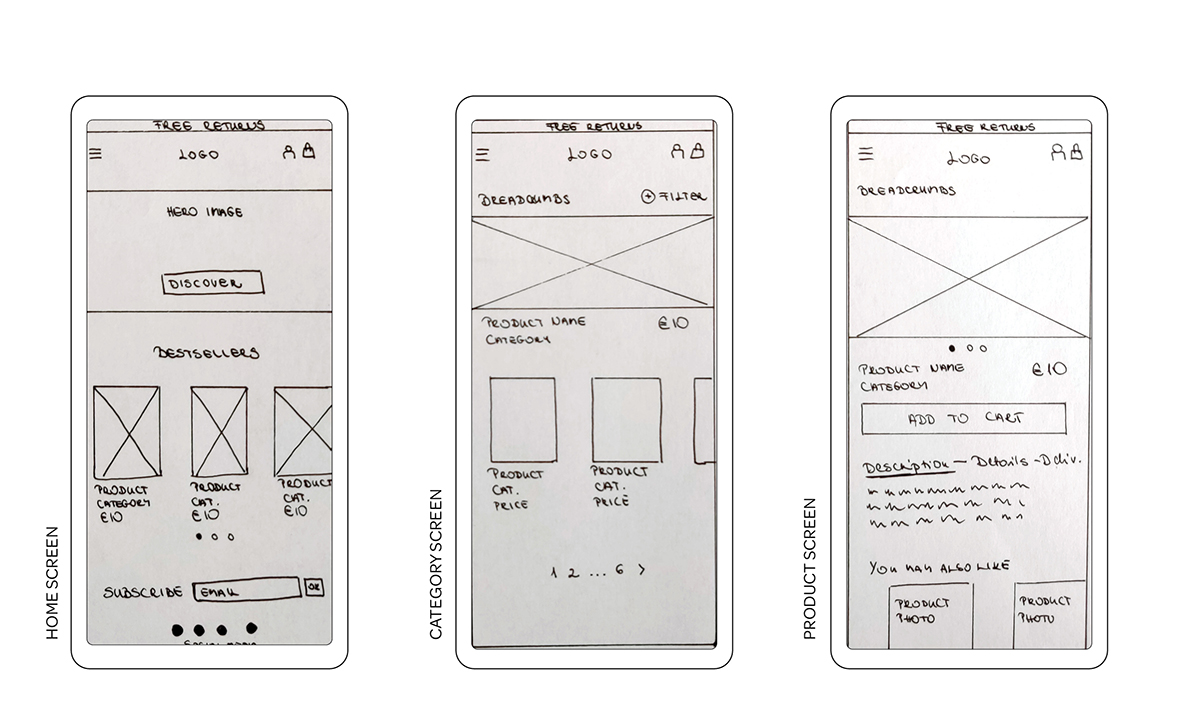 HOME SCREEN
FREE RETURNS
LOGO
HERO IMAGE
DISCOVER
BESTSELLERS
PRODUCT
CATEGORY
€10
PRODUCT
CAT.
€10
PRODUCT
CAT.
€10
SUBSCRIBE EMAIL OK
SOCIAL MEDIA
CATEGORY SCREEN
FREE RETURNS
LOGO
BREADCRUMBS FILTER
PRODUCT NAME €10
CATEGORY
PRODUCT
CAT.
PRICE
PRODUCT
CAT.
PRICE
1 2 ... 6 >
PRODUCT SCREEN
FREE RETURNS
LOGO
BREADCRUMBS
PRODUCT NAME €10
CATEGORY
ADD TO CART
Description - Details - Deliv.
YOU MAY ALSO LIKE
PRODUCT
PHOTO
PRODUCT
PHOTO